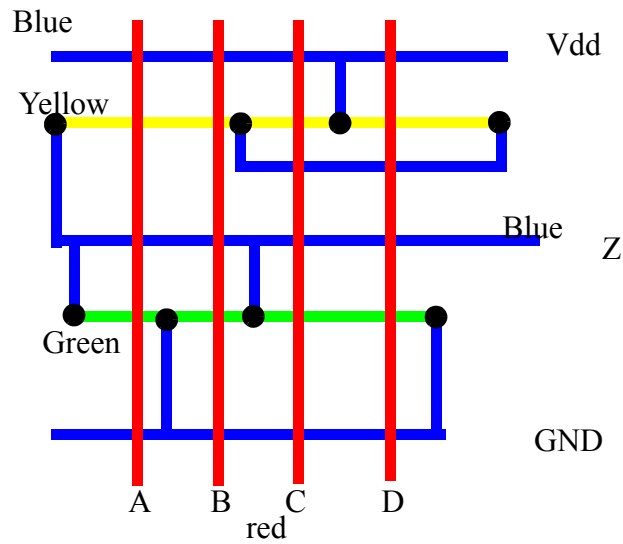 Blue
Vdd
Yellow
Blue
Z
Green
GND
A B C D
red